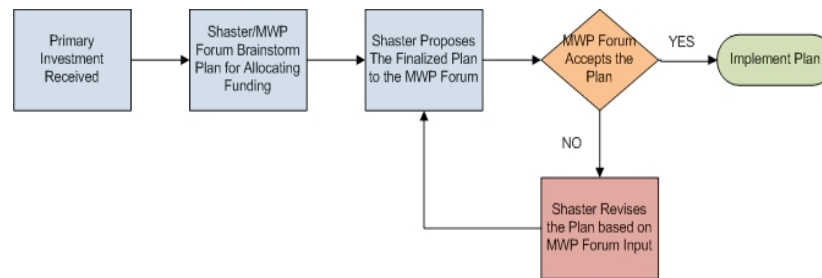 Primary
Investment
Received
Shaster/MWP
Forum Brainstorm
Plan for Allocating
Funding
Shaster Proposes
The Finalized Plan
to the MWP Forum
MWP Forum
Accepts the
Plan
YES
Implement Plan
NO
Shaster Revises
the Plan based on
MWP Forum Input